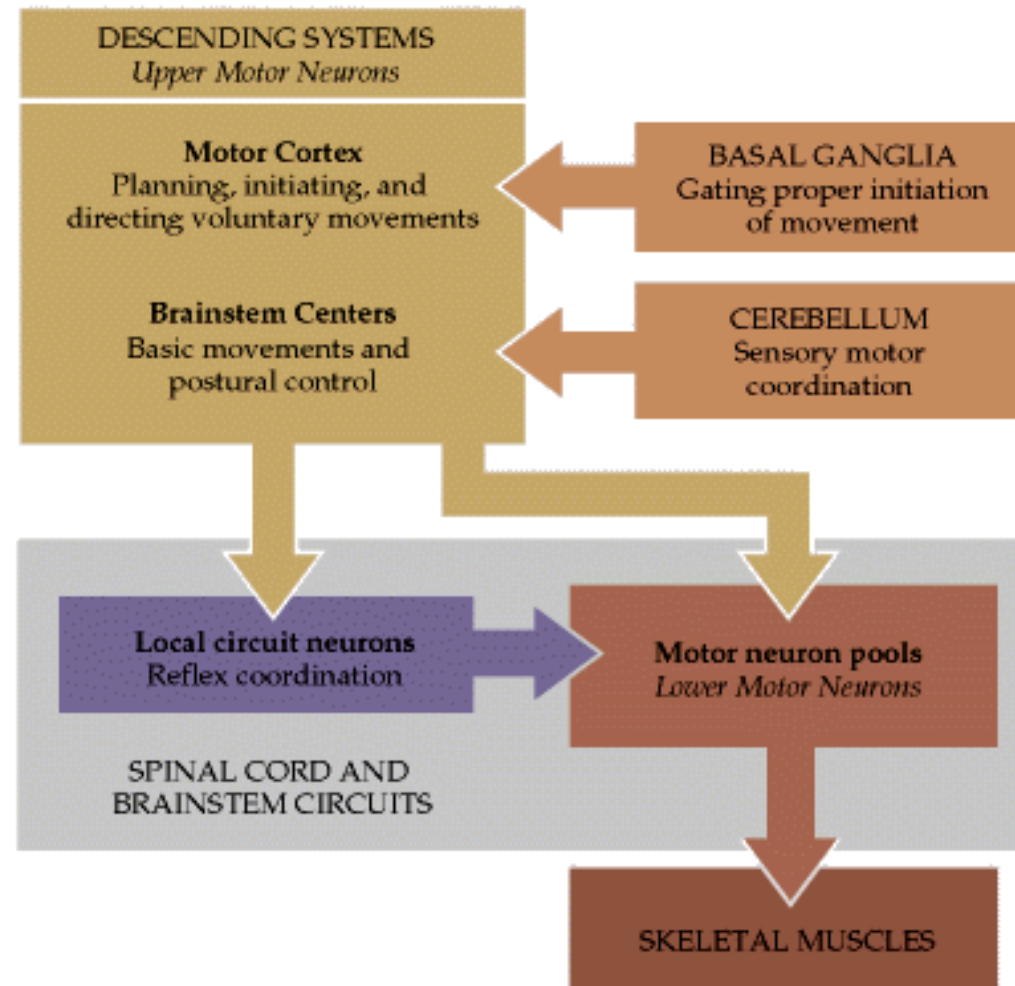 DESCENDING SYSTEMS
Upper Motor Neurons
Motor Cortex
Planning, initiating, and
directing voluntary movements
Brainstem Centers
Basic movements and
postural control
BASAL GANGLIA
Gating proper initiation
of movement
CEREBELLUM
Sensory motor
coordination
Local circuit neurons
Reflex coordination
Motor neuron pools
Lower Motor Neurons
SPINAL CORD AND
BRAINSTEM CIRCUITS
SKELETAL MUSCLES